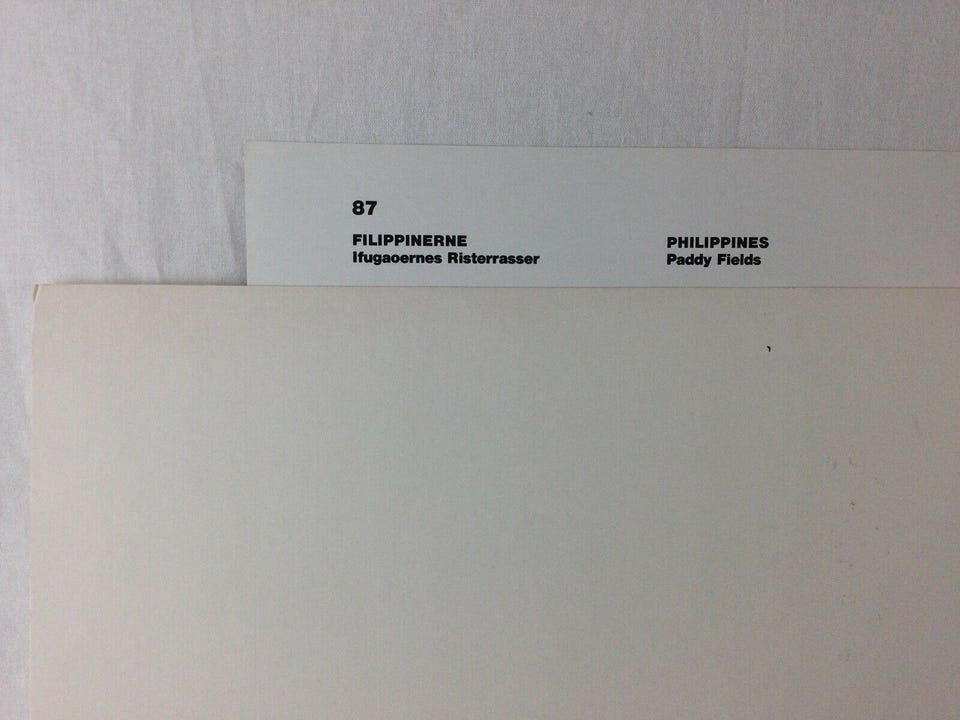 87
FILIPPINERNE
Ifugaoernes Risterrasser
PHILIPPINES
Paddy Fields